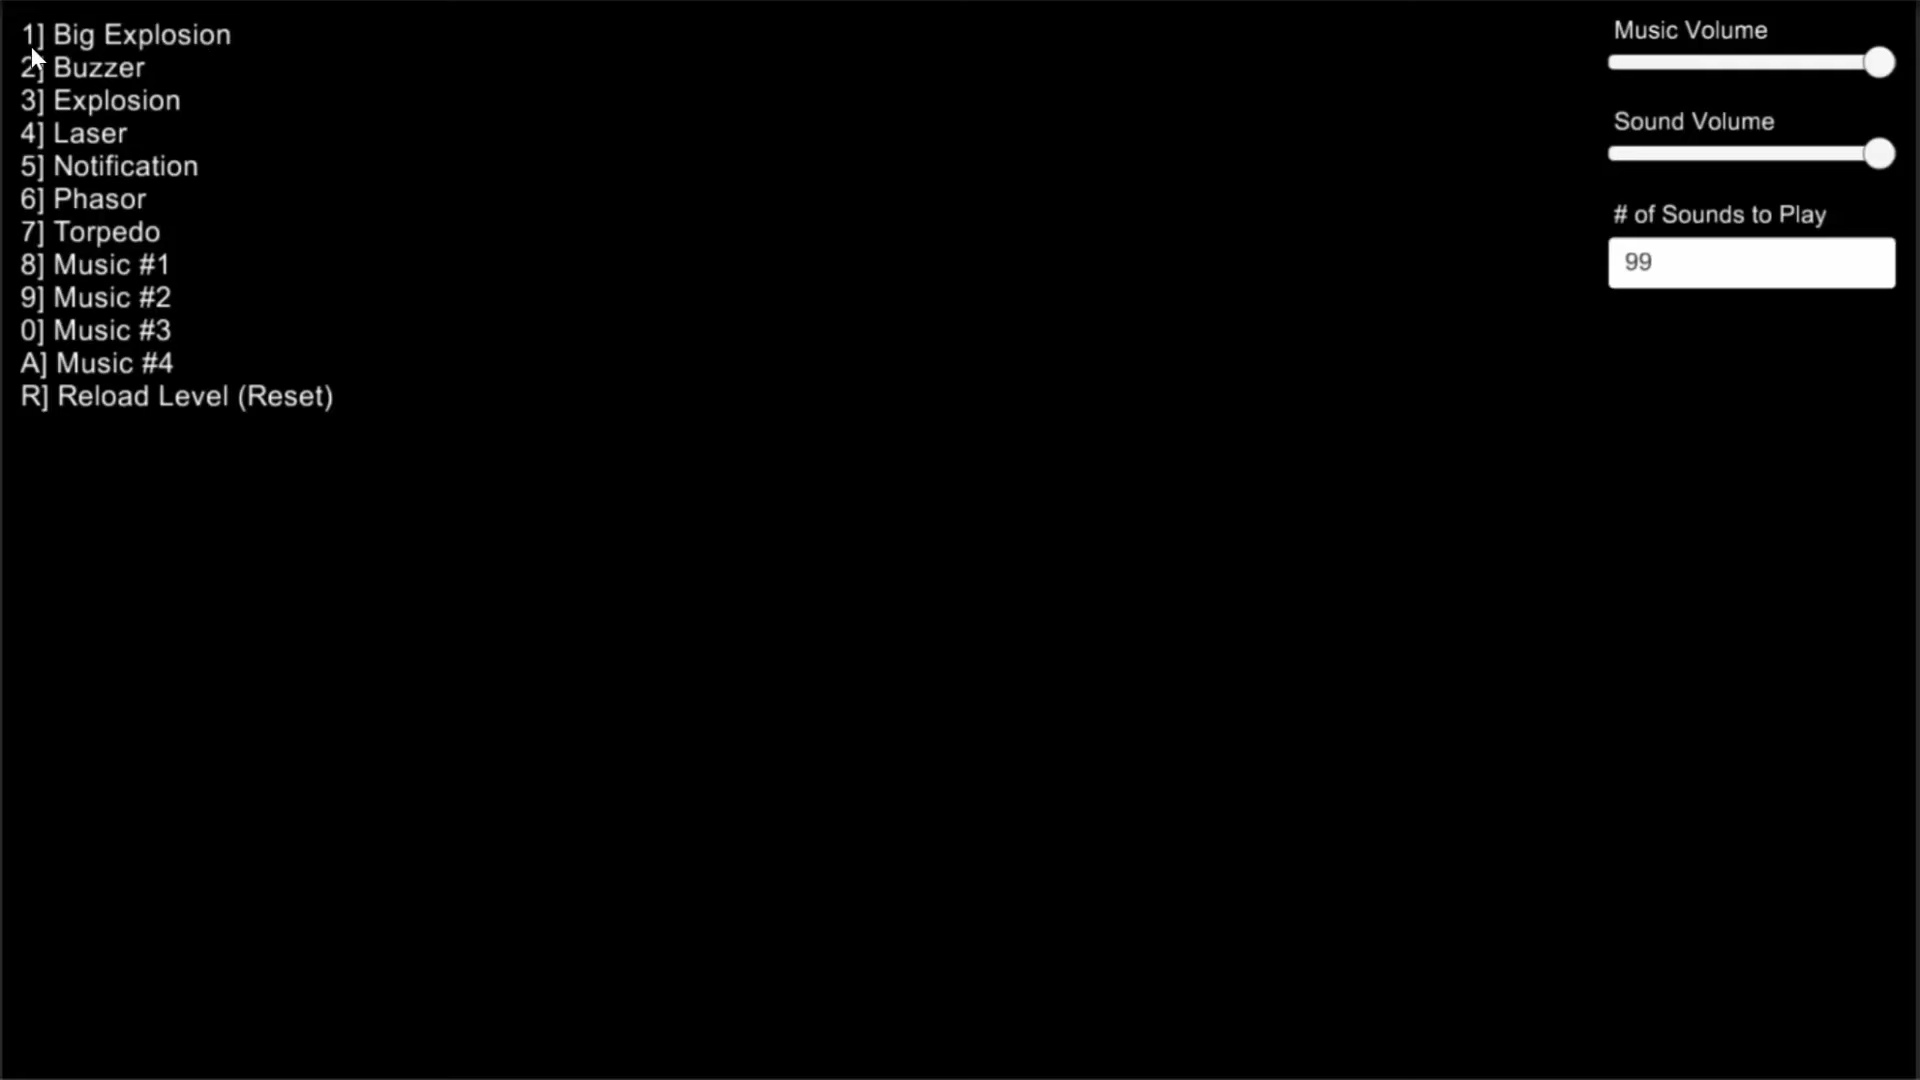 1] Big Explosion
2] Buzzer
3] Explosion
4] Laser
5] Notification
6] Phasor
7] Torpedo
8] Music #1
9] Music #2
0] Music #3
A] Music #4
R] Reload Level (Reset)
Music Volume
Sound Volume
# of Sounds to Play
99